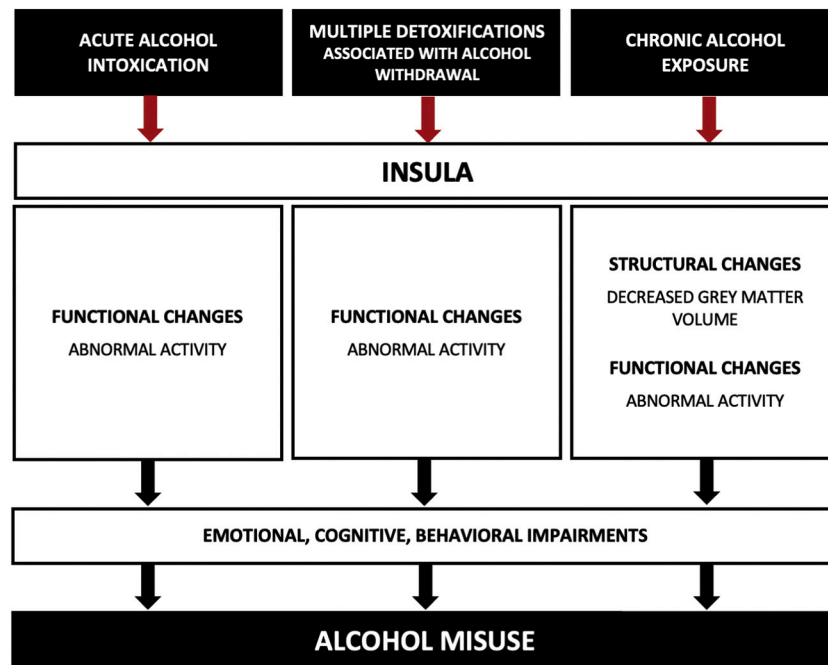 ACUTE ALCOHOL
INTOXICATION
MULTIPLE DETOXIFICATIONS
ASSOCIATED WITH ALCOHOL
WITHDRAWAL
CHRONIC ALCOHOL
EXPOSURE
INSULA
FUNCTIONAL CHANGES
ABNORMAL ACTIVITY
FUNCTIONAL CHANGES
ABNORMAL ACTIVITY
STRUCTURAL CHANGES
DECREASED GREY MATTER
VOLUME
FUNCTIONAL CHANGES
ABNORMAL ACTIVITY
EMOTIONAL, COGNITIVE, BEHAVIORAL IMPAIRMENTS
ALCOHOL MISUSE